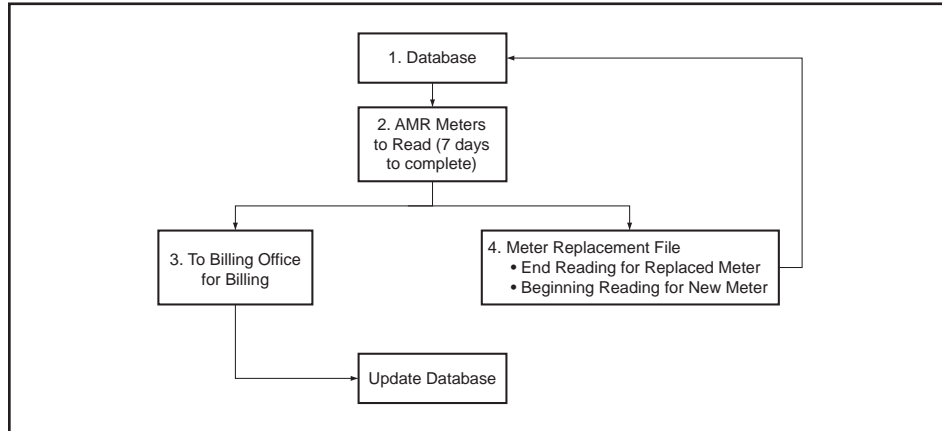 1. Database
2. AMR Meters
to Read (7 days
to complete)
3. To Billing Office
for Billing
4. Meter Replacement File
• End Reading for Replaced Meter
• Beginning Reading for New Meter
Update Database